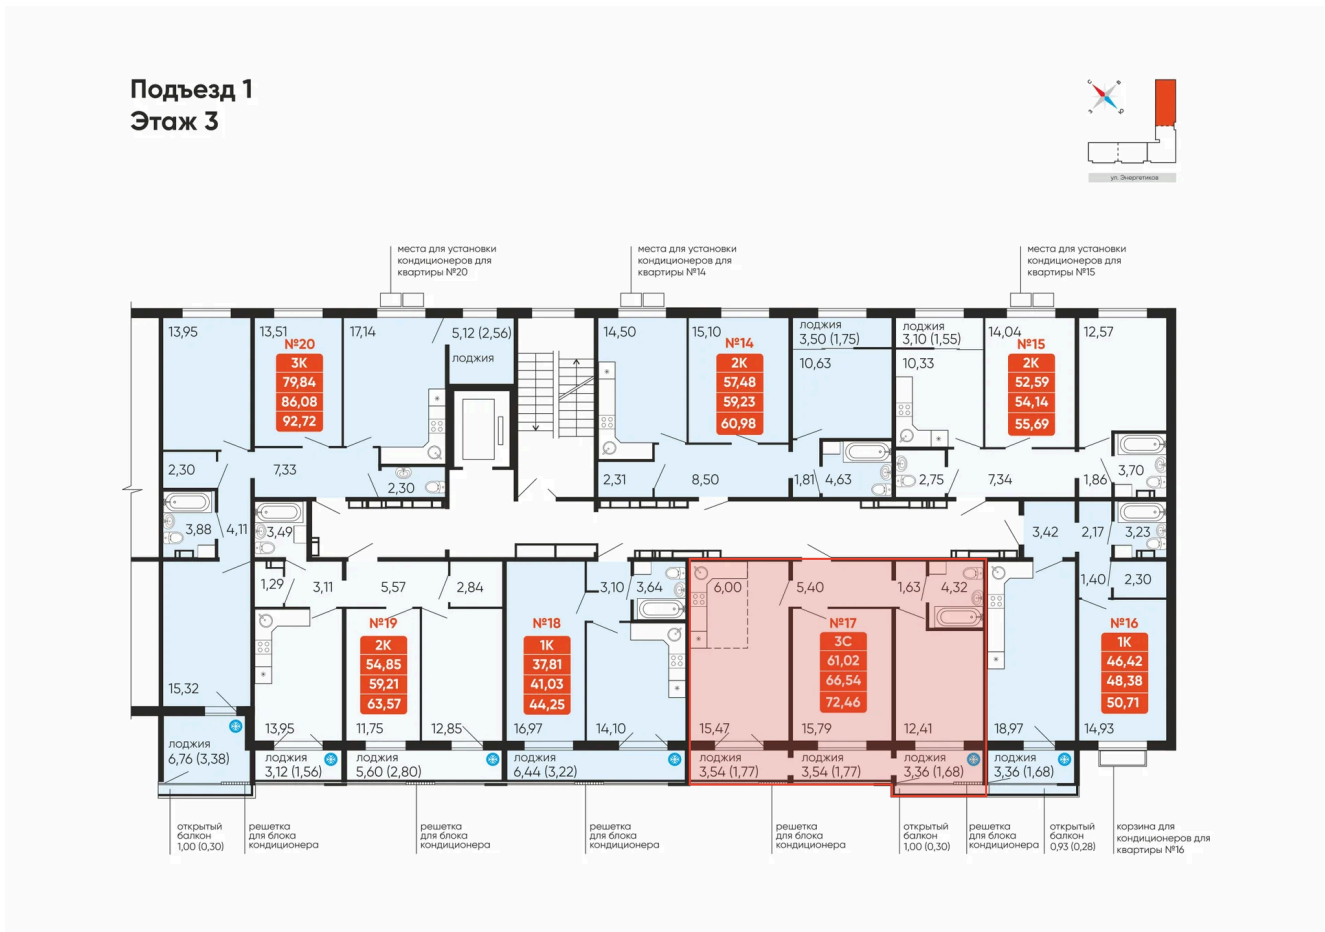 Подъезд 1
Этаж 3
с
в
з
ю
ул. Энергетиков
места для установки
кондиционеров для
квартиры №20
места для установки
кондиционеров для
квартиры №14
места для установки
кондиционеров для
квартиры №15
13,95
13,51
17,14
5,12 (2,56)
лоджия
№20
3К
79,84
86,08
92,72
2,30
7,33
2,30
3,88
4,11
3,49
15,32
лоджия
6,76 (3,38)
14,50
15,10
лоджия
3,50 (1,75)
10,63
№14
2К
57,48
59,23
60,98
2,31
8,50
1,81
4,63
лоджия
3,10 (1,55)
14,04
12,57
10,33
№15
2К
52,59
54,14
55,69
2,75
7,34
1,86
3,70
1,29
3,11
5,57
2,84
№19
2К
54,85
59,21
63,57
13,95
11,75
12,85
лоджия
3,12 (1,56)
лоджия
5,60 (2,80)
3,10
3,64
№18
1К
37,81
41,03
44,25
16,97
14,10
лоджия
6,44 (3,22)
6,00
5,40
1,63
4,32
№17
3С
61,02
66,54
72,46
15,47
15,79
12,41
лоджия
3,54 (1,77)
лоджия
3,54 (1,77)
лоджия
3,36 (1,68)
3,42
2,17
3,23
1,40
2,30
№16
1К
46,42
48,38
50,71
18,97
14,93
лоджия
3,36 (1,68)
открытый
балкон
1,00 (0,30)
решетка
для блока
кондиционера
решетка
для блока
кондиционера
решетка
для блока
кондиционера
решетка
для блока
кондиционера
открытый
балкон
1,00 (0,30)
решетка
для блока
кондиционера
открытый
балкон
0,93 (0,28)
корзина для
кондиционеров для
квартиры №16